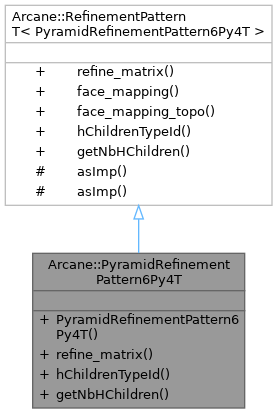 Arcane::RefinementPattern
T< PyramidRefinementPattern6Py4T >
+ refine_matrix()
+ face_mapping()
+ face_mapping_topo()
+ hChildrenTypeId()
+ getNbHChildren()
# asImp()
# asImp()
Arcane::PyramidRefinement
Pattern6Py4T
+ PyramidRefinementPattern6
Py4T()
+ refine_matrix()
+ hChildrenTypeId()
+ getNbHChildren()